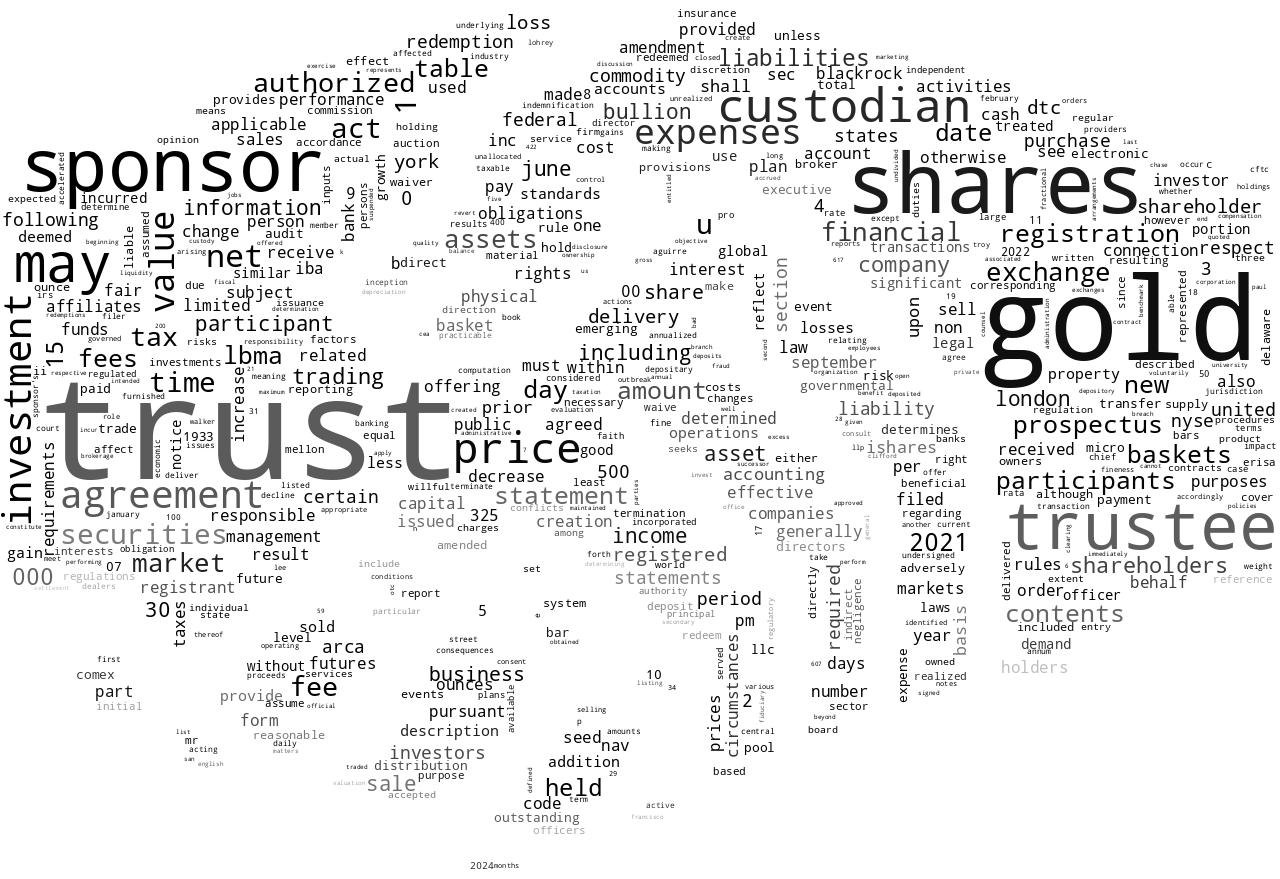 insurance
underlying loss
provided
redemption lohrey
create unless
affected industry
amendment
exercise effect table
redeemed closed liabilities marketing
represents
discussion
authorized used
commodity discretion sec blackrock independent
made8 accounts shall total activities
provides performance 1
indemnification unrealized custodian february orders
means commission
federal director bullion cash dtc regular
applicable act holding
firmgains expenses states date treated providers
opinion sales accordance auction
inc service cost making account purchase last
sponsor
422 use long otherwise see electronic
accelerated actual growth york
unallocated june provisions plan broker shares chase occur c cftc
inputs waiver
taxable control accrued undivided investor
expected incurred jobs bank 9 persons suspended 0
pay standards entitled executive duties fractional arrangements whether holdings
determine information
five obligations u pro 4 rate except large 11 shareholder
following value person member
revert results 400 rule one financial registration however end compensation
deemed liable assumed change audit
assets material hold disclosure ownership aguirre objective global reports transactions troy 2022 connection quoted portion
may custody net offered receive k quality balance
beginning arising direct b rights us gross interest 617 company associated written resulting respect three
liquidity similar iba
ounce due fiscal subject inception physical 00 share make reflect section significant exchange corresponding since represented 3 corporation paul
irs affiliates fair limited issuance depreciation direction book actions event upon 19 exchanges benchmark able 18 gold
redemptions filer 200 determination basket delivery bad losses sell contract administration delaware
investment funds tax risks participant factors cea practicable emerging annualized relating non counsel
governed responsibility including branch second law employees legal
15 fees investments lbma related computation must within deposits september agree described university
ii respective regulated 21 meaning trading considered depositary fraud organization risk open private property voluntarily 50
sponsor's paid intended time maximum reporting offering day outbreak annual amount costs governmental benefit deposited new also jurisdiction
furnished increase necessary taxation changes london transfer depository supply united
trust 31 created prior evaluation waive well liability regulation breach
role walker public agreed determined 28 given prospectus nyse procedures
court incur trade 1933 banking administrative fine operations consult determines bars terms
affect notice issues equal price faith seeks excess ishares banks received micro product
brokerage economic mellon apply less 7 good asset either llp right owners chief baskets impact
deliver decrease 500 successor clifford per offer fineness cannot contracts case erisa
requirements agreement listed willful terminate least invest accounting beneficial participants purposes
decline certain capital statement parties effective filed rata although accordingly cover
january 100 appropriate conflicts maintained office approved regarding payment policies
constitute responsible issued 325 creation termination 17 companies another current transaction
securities management n charges among incorporated generally general 2021 trustee
gain meet interests obligation amended income directors undersigned clearing immediately
performing result forth registered take adversely
000 07 market lee include determining world directly perform delivered rules 6 shareholders weight
regulations registrant future conditions set statements required indirect negligence markets extent behalf reference
settlement dealers otc report authority order officer
30 taxes individual 59 particular 5 system deposit period regulatory laws contents
state e principal pm identified basis included entry
thereof sold bar secondary redeem year demand
level street obtained llc annum
operating arca consequences served circumstances owned holders
first without futures consent 10 607 days expense realized
comex proceeds services business listing various notes
part provide fee ounces 34 2 fiduciary number signed
initial assume official events plans available prices sector
form pursuant selling beyond
list reasonable description p amounts central board
mr daily seed nav pool
acting matters investors addition
san english traded distribution 29 based
valuation sale purpose defined held
accepted code term active
outstanding francisco
officers
2024 months